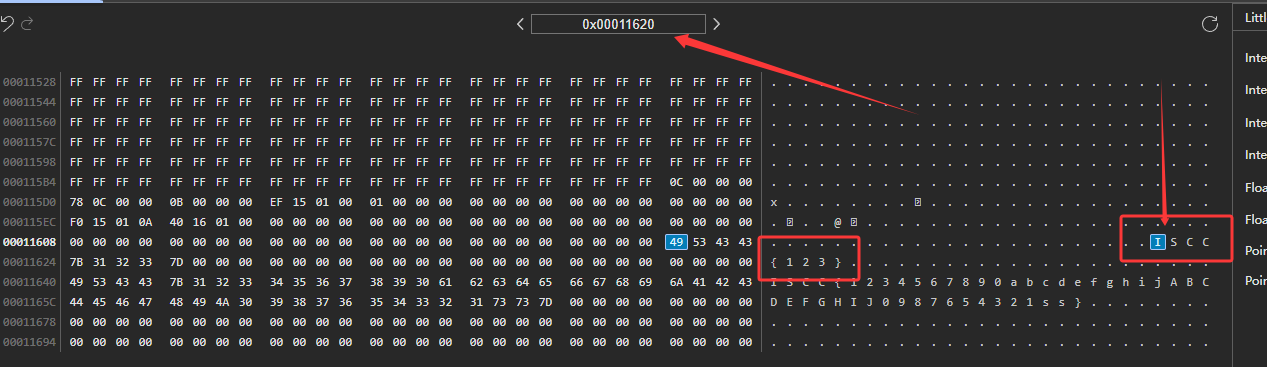 0x00011620
Littl
00011528 FF FF FF FF FF FF FF FF FF FF FF FF FF FF FF FF FF FF FF FF FF FF FF FF FF FF FF FF . . . . . . . . . . . . . . . . . . . . . . . . . . . .
Inte
00011544 FF FF FF FF FF FF FF FF FF FF FF FF FF FF FF FF FF FF FF FF FF FF FF FF FF FF FF FF . . . . . . . . . . . . . . . . . . . . . . . . . . . .
Inte
00011560 FF FF FF FF FF FF FF FF FF FF FF FF FF FF FF FF FF FF FF FF FF FF FF FF FF FF FF FF . . . . . . . . . . . . . . . . . . . . . . . . . . . .
Inte
0001157C FF FF FF FF FF FF FF FF FF FF FF FF FF FF FF FF FF FF FF FF FF FF FF FF FF FF FF FF . . . . . . . . . . . . . . . . . . . . . . . . . . . .
Inte
00011598 FF FF FF FF FF FF FF FF FF FF FF FF FF FF FF FF FF FF FF FF FF FF FF FF FF FF FF FF . . . . . . . . . . . . . . . . . . . . . . . . . . . .
000115B4 FF FF FF FF FF FF FF FF FF FF FF FF FF FF FF FF FF FF FF FF FF FF FF FF 0C 00 00 00 . . . . . . . . . . . . . . . . . . . . . . . . . . . .
Floa
000115D0 78 0C 00 00 0B 00 00 00 EF 15 01 00 01 00 00 00 00 00 00 00 00 00 00 00 00 00 00 00 x . . . . . . . . . . . . . . . . . . . . . . . . . .
Floa
000115EC F0 15 01 0A 40 16 01 00 00 00 00 00 00 00 00 00 00 00 00 00 00 00 00 00 00 00 00 00 . . . @ . . . . . . . . . . . . . . . . . . . . .
00011608 00 00 00 00 00 00 00 00 00 00 00 00 00 00 00 00 00 00 00 00 00 00 00 00 49 53 43 43 . . . . . . . . . . . . . . . . . . . . . . . . I S C C
Poin
00011624 7B 31 32 33 7D 00 00 00 00 00 00 00 00 00 00 00 00 00 00 00 00 00 00 00 00 00 00 00 { 1 2 3 } . . . . . . . . . . . . . . . . . . . . . . .
Poin
00011640 49 53 43 43 7B 31 32 33 34 35 36 37 38 39 30 61 62 63 64 65 66 67 68 69 6A 41 42 43 I S C C { 1 2 3 4 5 6 7 8 9 0 a b c d e f g h i j A B C
0001165C 44 45 46 47 48 49 4A 30 39 38 37 36 35 34 33 32 31 73 73 7D 00 00 00 00 00 00 00 00 D E F G H I J 0 9 8 7 6 5 4 3 2 1 s s } . . . . . . . .
00011678 00 00 00 00 00 00 00 00 00 00 00 00 00 00 00 00 00 00 00 00 00 00 00 00 00 00 00 00 . . . . . . . . . . . . . . . . . . . . . . . . . . . .
00011694 00 00 00 00 00 00 00 00 00 00 00 00 00 00 00 00 00 00 00 00 00 00 00 00 00 00 00 00 . . . . . . . . . . . . . . . . . . . . . . . . . . . .